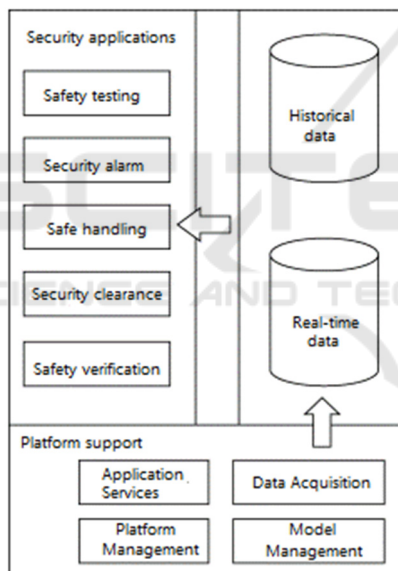 Security applications
Safety testing
Security alarm
Safe handling
Security clearance
Safety verification
Historical
data
Real-time
data
Platform support
Application
Services
Data Acquisition
Platform
Management
Model
Management